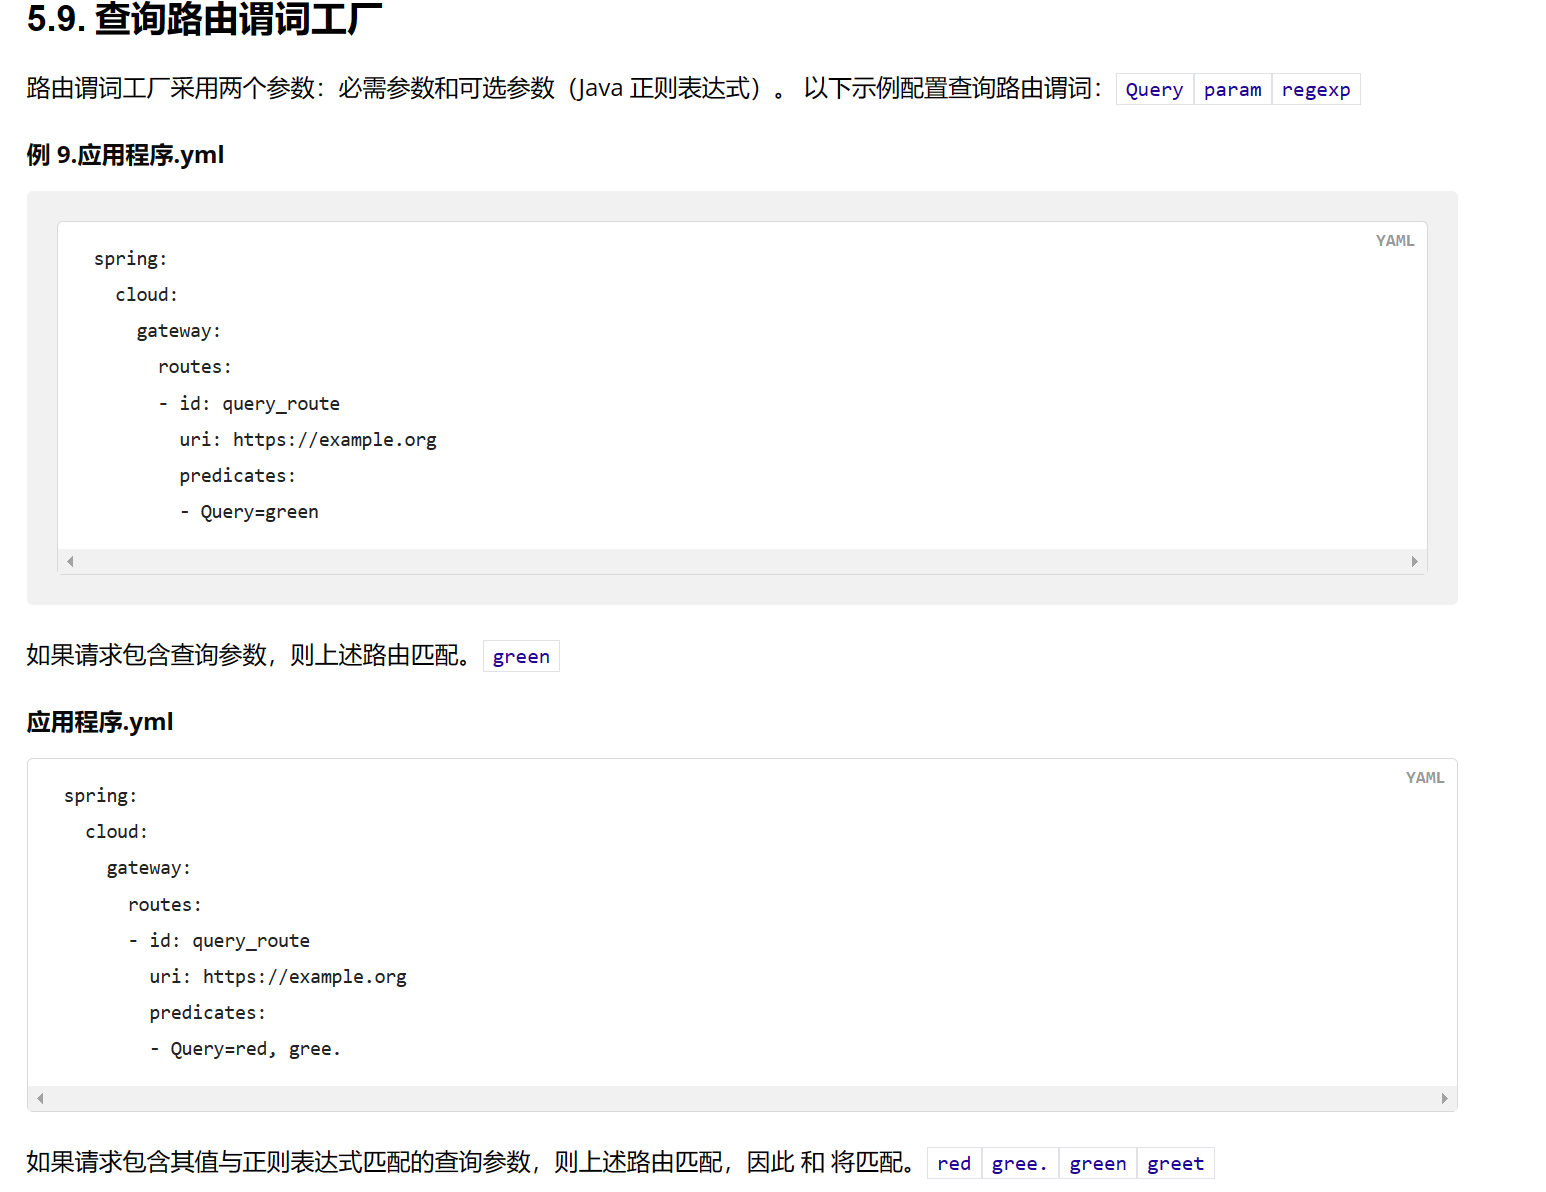 5.9. 查询路由谓词工厂
路由谓词工厂采用两个参数：必需参数和可选参数（Java 正则表达式）。 以下示例配置查询路由谓词： Query param regexp
例 9.应用程序.yml
YAML
spring:
  cloud:
    gateway:
      routes:
      - id: query_route
        uri: https://example.org
        predicates:
        - Query=green
如果请求包含查询参数，则上述路由匹配。 green
应用程序.yml
YAML
spring:
  cloud:
    gateway:
      routes:
      - id: query_route
        uri: https://example.org
        predicates:
        - Query=red, gree.
如果请求包含其值与正则表达式匹配的查询参数，则上述路由匹配，因此 和 将匹配。 red gree. green greet